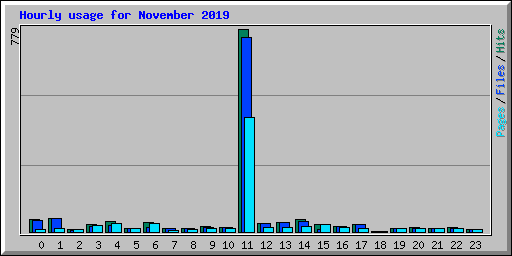 Hourly usage for November 2019
779
Pages/Files/Hits
0 1 2 3 4 5 6 7 8 9 10 11 12 13 14 15 16 17 18 19 20 21 22 23